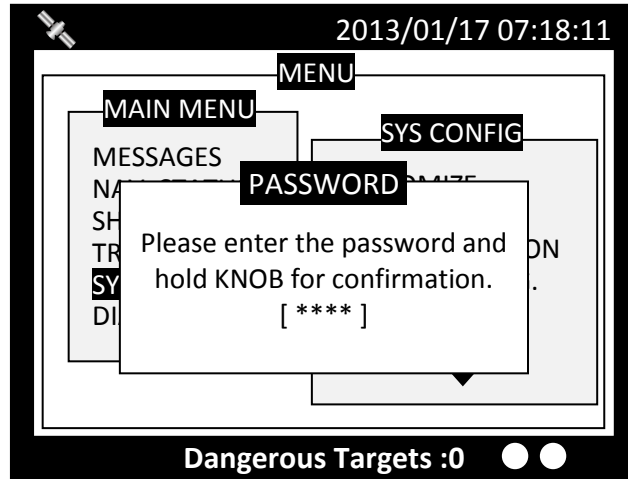 2013/01/17 07:18:11
MENU
MAIN MENU
SYS CONFIG
MESSAGES
PASSWORD
Please enter the password and
hold KNOB for confirmation.
[ **** ]
Dangerous Targets :0